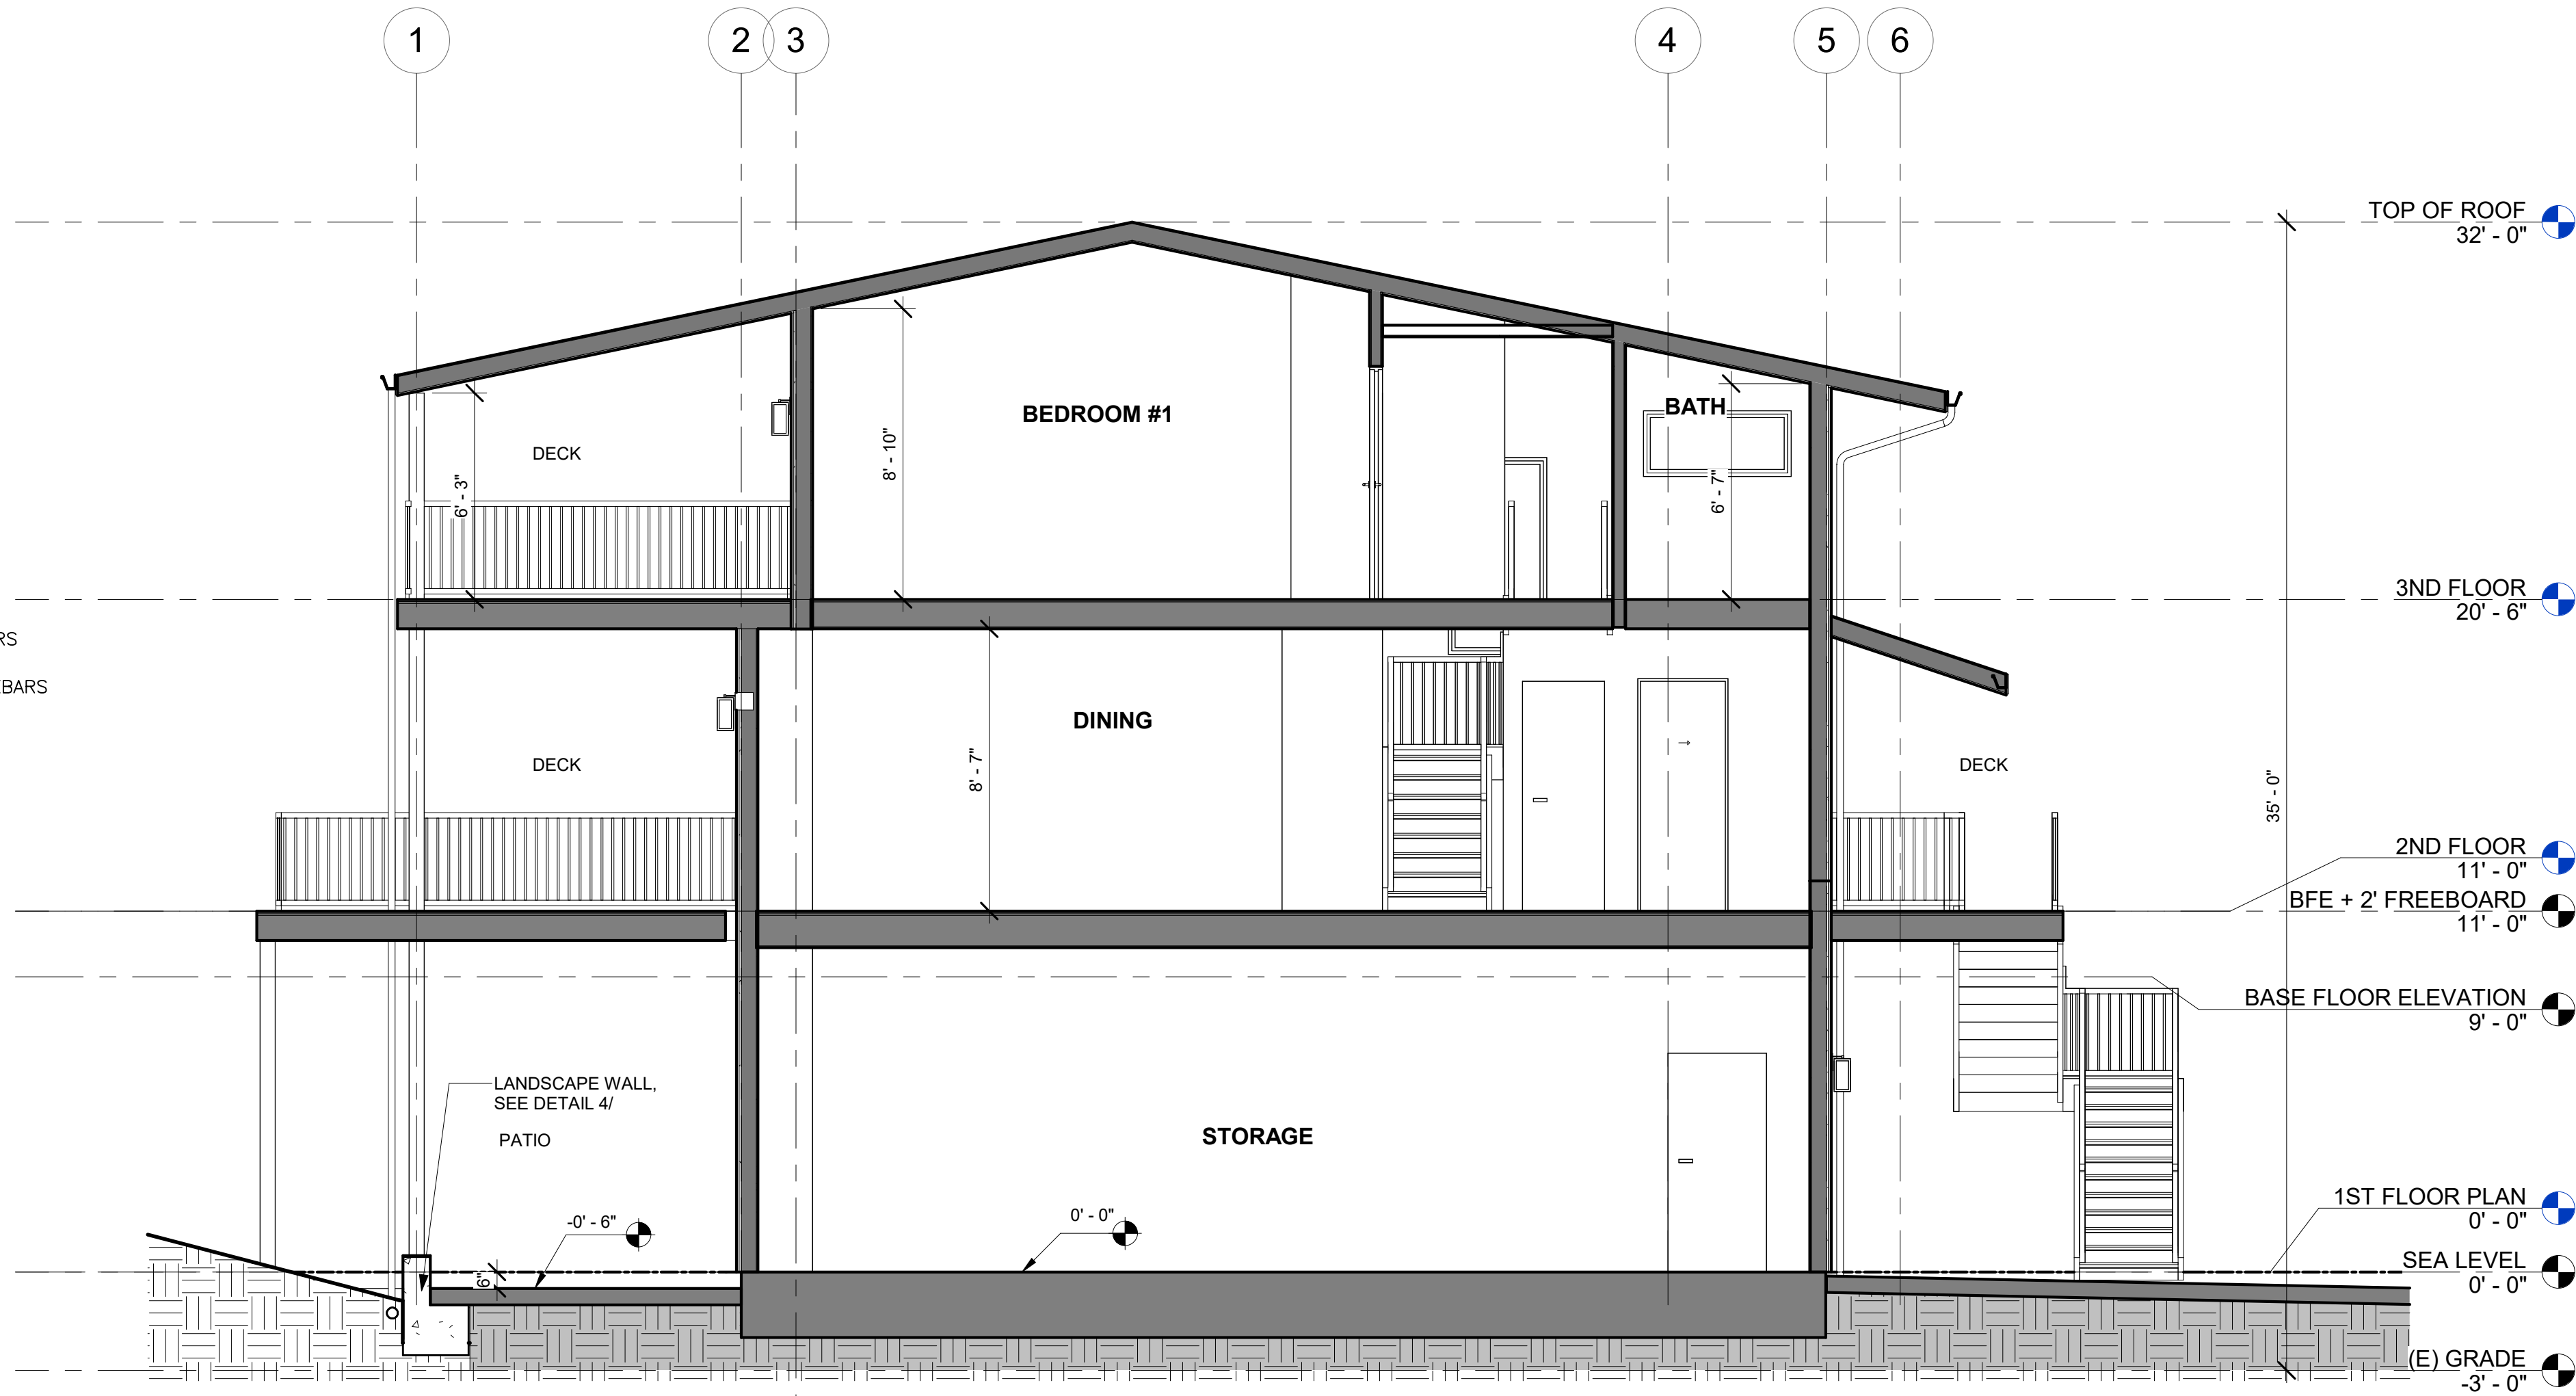 1
2
3
4
5
6
TOP OF ROOF
32' - 0"
BEDROOM #1
BATH
DECK
8' - 10"
6' - 3"
6' - 7"
3ND FLOOR
20' - 6"
RS
EBARS
DINING
DECK
DECK
8' - 7"
35' - 0"
2ND FLOOR
11' - 0"
BFE + 2' FREEBOARD
11' - 0"
BASE FLOOR ELEVATION
9' - 0"
LANDSCAPE WALL,
SEE DETAIL 4/
PATIO
STORAGE
-0' - 6"
0' - 0"
6"
1ST FLOOR PLAN
0' - 0"
SEA LEVEL
0' - 0"
(E) GRADE
-3' - 0"